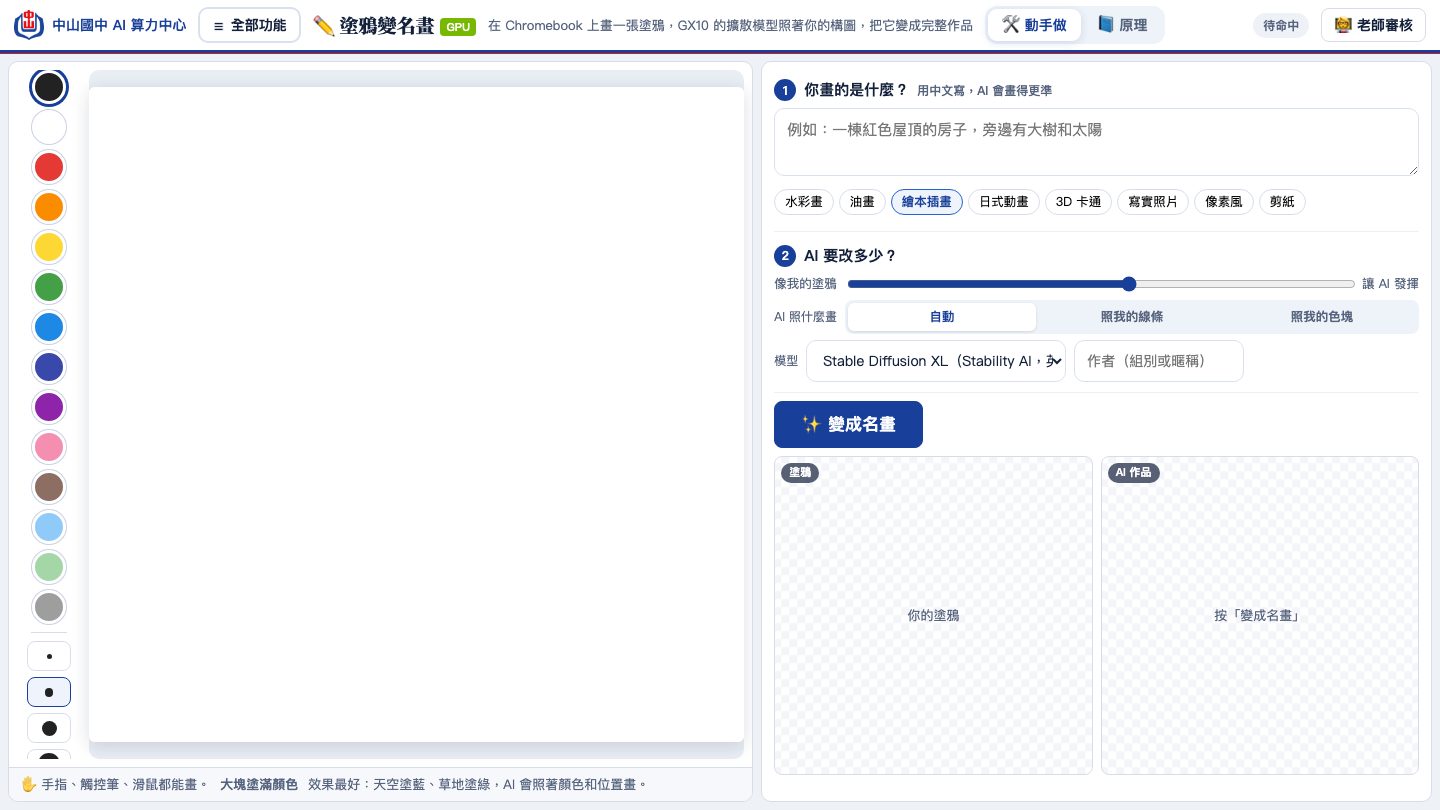 中山國中 AI 算力中心
≡ 全部功能
塗鴉變名畫 GPU
在 Chromebook 上畫一張塗鴉，GX10 的擴散模型照著你的構圖，把它變成完整作品
動手做
原理
待命中
老師審核
1 你畫的是什麼？ 用中文寫，AI 會畫得更準
例如：一棟紅色屋頂的房子，旁邊有大樹和太陽
水彩畫 油畫 繪本插畫 日式動畫 3D 卡通 寫實照片 像素風 剪紙
2 AI 要改多少？
像我的塗鴉 讓 AI 發揮
AI 照什麼畫 自動 照我的線條 照我的色塊
模型 Stable Diffusion XL（Stability AI， 作者（組別或暱稱）
變成名畫
塗鴉 AI 作品
你的塗鴉 按「變成名畫」
手指、觸控筆、滑鼠都能畫。 大塊塗滿顏色 效果最好：天空塗藍、草地塗綠，AI 會照著顏色和位置畫。